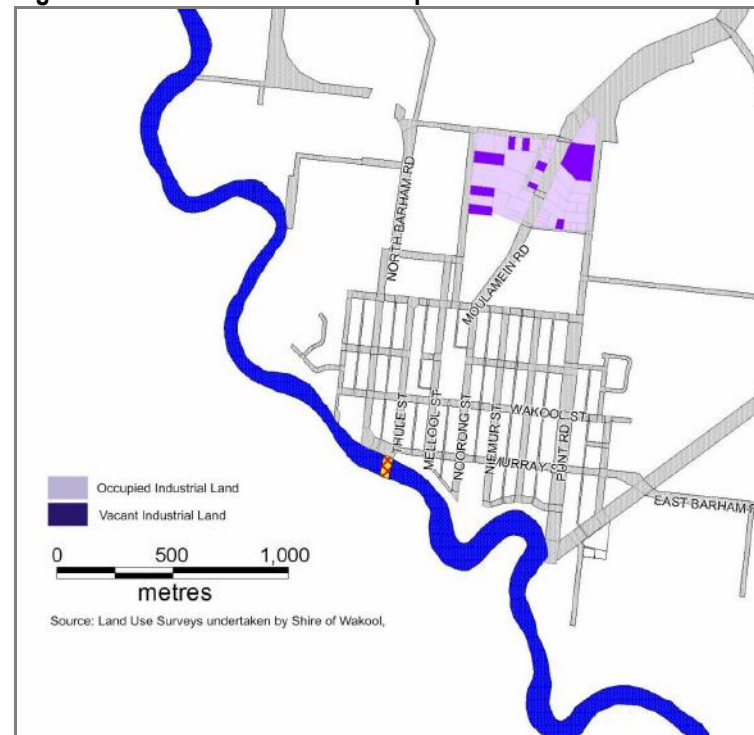 NORTH BARHAM RD
MOULAMEIN RD
THULE ST
MELLOOL ST
NOORONG ST
NIEMUR ST
WAKOOL ST
MURRAY S
PUNT RD
EAST BARHAM
Occupied Industrial Land
Vacant Industrial Land
0 500 1,000
metres
Source: Land Use Surveys undertaken by Shire of Wakool,